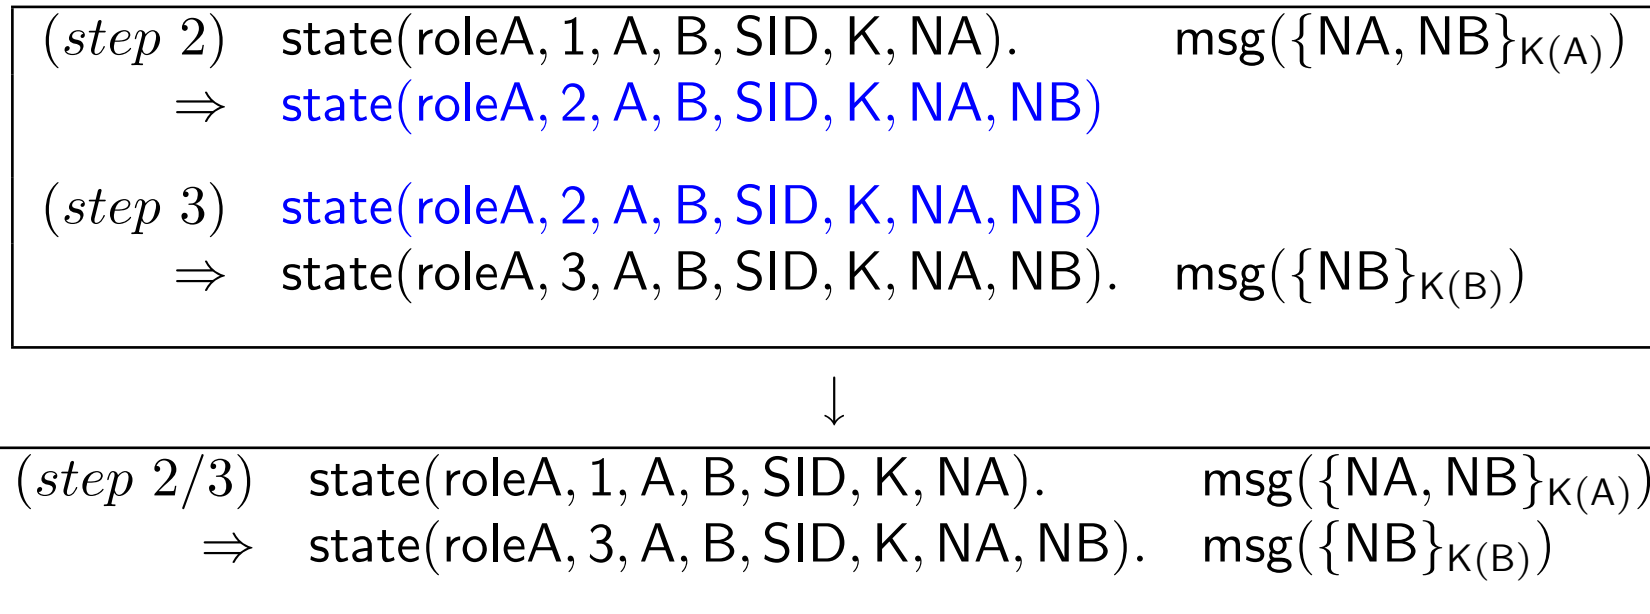 (step 2) state(roleA, 1, A, B, SID, K, NA). msg({NA, NB}_{K(A)})
⇒ state(roleA, 2, A, B, SID, K, NA, NB)
(step 3) state(roleA, 2, A, B, SID, K, NA, NB)
⇒ state(roleA, 3, A, B, SID, K, NA, NB). msg({NB}_{K(B)})
↓
(step 2/3) state(roleA, 1, A, B, SID, K, NA). msg({NA, NB}_{K(A)})
⇒ state(roleA, 3, A, B, SID, K, NA, NB). msg({NB}_{K(B)})